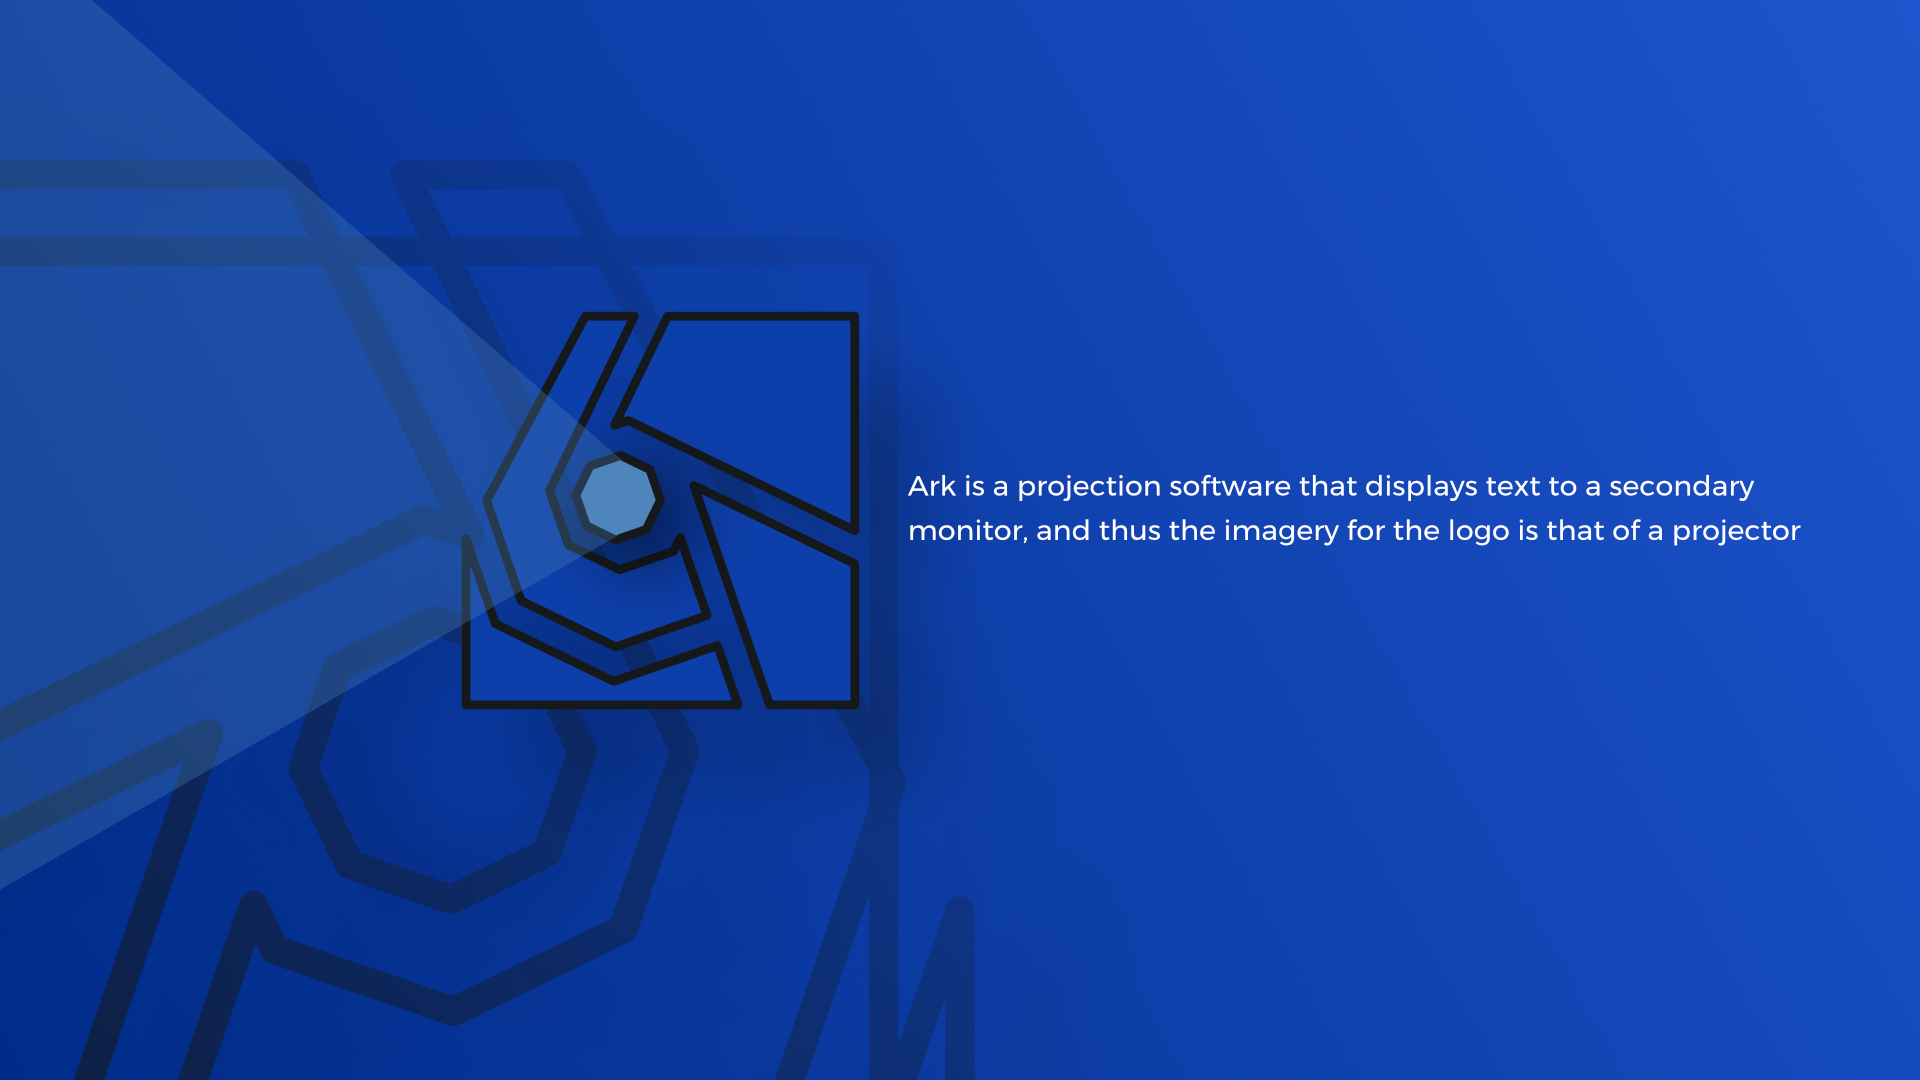 Ark is a projection software that displays text to a secondary
monitor, and thus the imagery for the logo is that of a projector